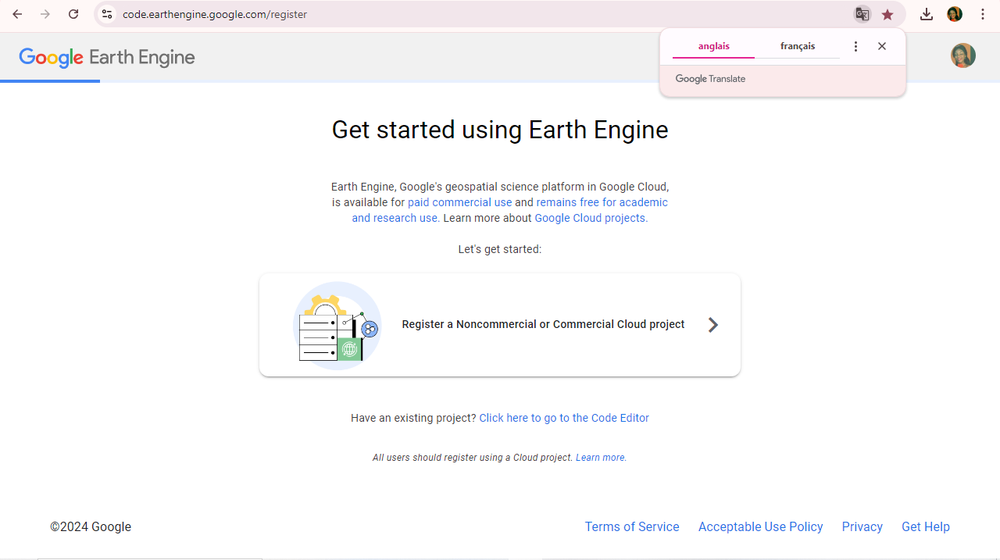 code.earthengine.google.com/register
anglais
français
Google Translate
Google Earth Engine
Get started using Earth Engine
Earth Engine, Google's geospatial science platform in Google Cloud,
is available for paid commercial use and remains free for academic
and research use. Learn more about Google Cloud projects.
Let's get started:
Register a Noncommercial or Commercial Cloud project
Have an existing project? Click here to go to the Code Editor
All users should register using a Cloud project. Learn more.
©2024 Google
Terms of Service
Acceptable Use Policy
Privacy
Get Help